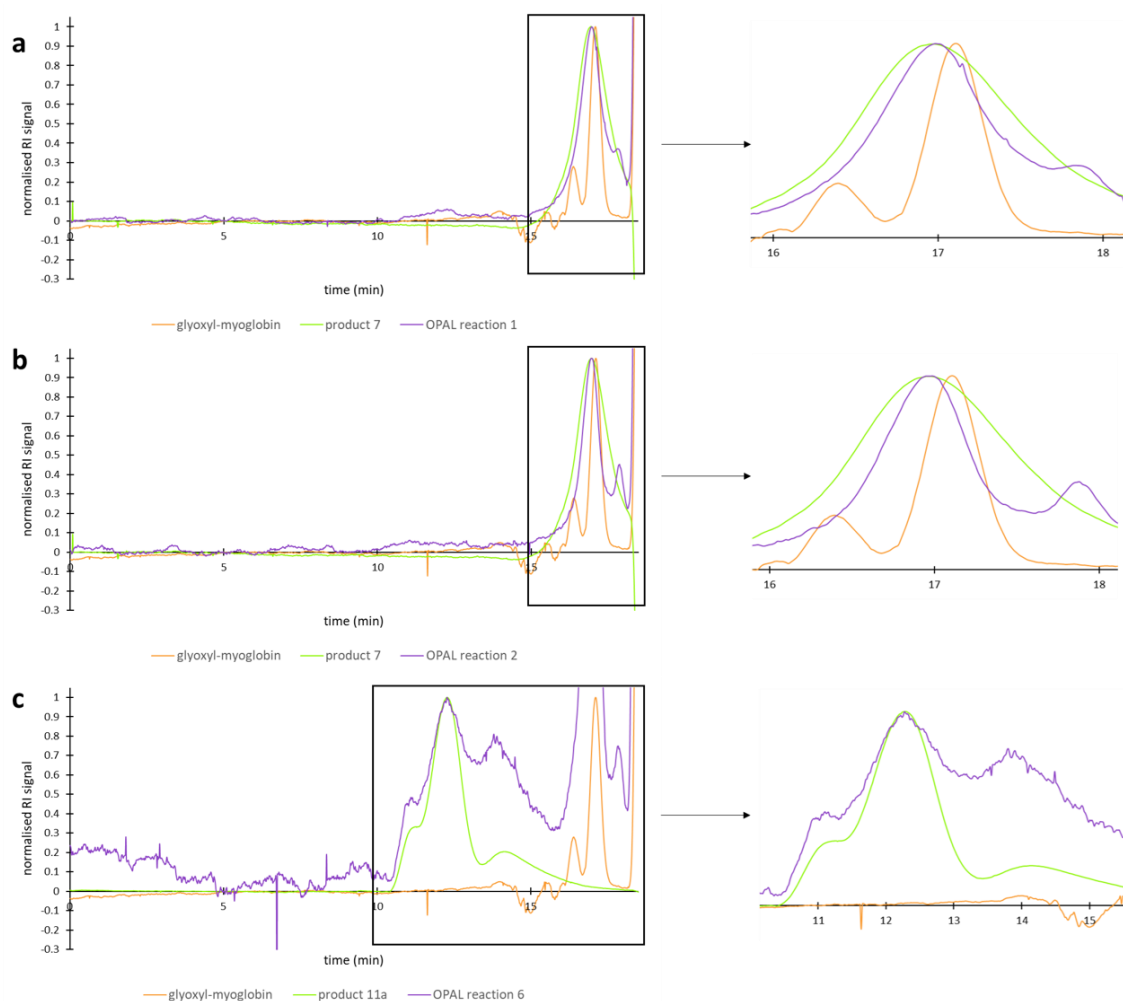 a
normalised RI signal
1
0.9
0.8
0.7
0.6
0.5
0.4
0.3
0.2
0.1
0
-0.1
-0.2
-0.3
0 5 10 15
time (min)
16 17 18
glyoxyl-myoglobin product 7 OPAL reaction 1
b
normalised RI signal
1
0.9
0.8
0.7
0.6
0.5
0.4
0.3
0.2
0.1
0
-0.1
-0.2
-0.3
0 5 10 15
time (min)
16 17 18
glyoxyl-myoglobin product 7 OPAL reaction 2
c
normalised RI signal
1
0.9
0.8
0.7
0.6
0.5
0.4
0.3
0.2
0.1
0
-0.1
-0.2
-0.3
0 5 10 15
time (min)
11 12 13 14 15
glyoxyl-myoglobin product 11a OPAL reaction 6